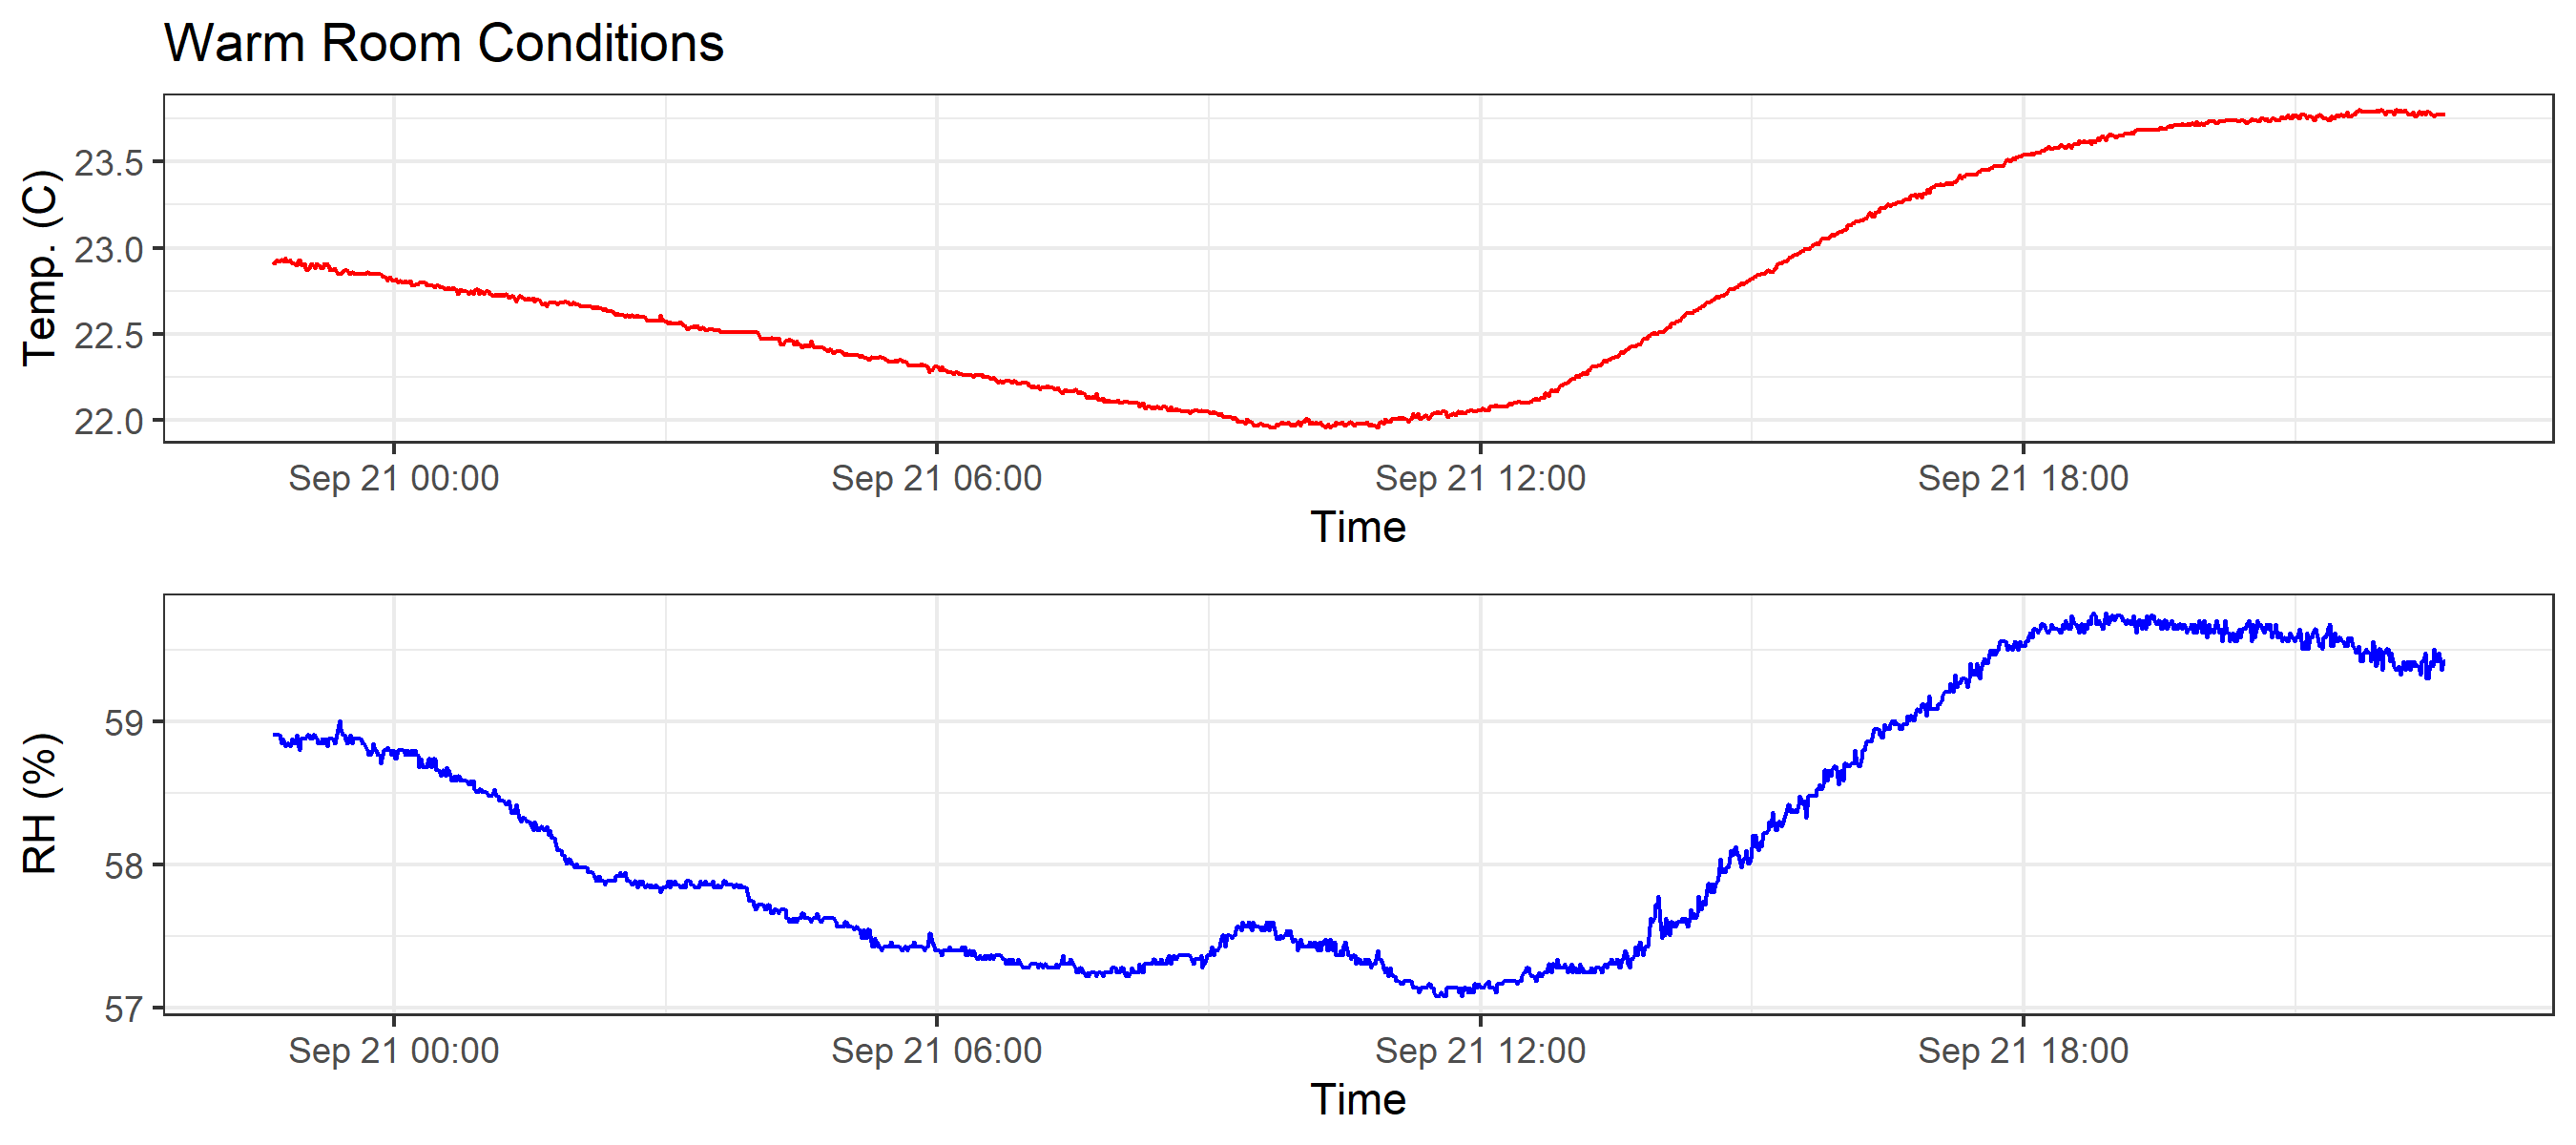 Warm Room Conditions
Temp. (C)
23.5
23.0
22.5
22.0
Sep 21 00:00 Sep 21 06:00 Sep 21 12:00 Sep 21 18:00
Time
RH (%)
59
58
57
Sep 21 00:00 Sep 21 06:00 Sep 21 12:00 Sep 21 18:00
Time